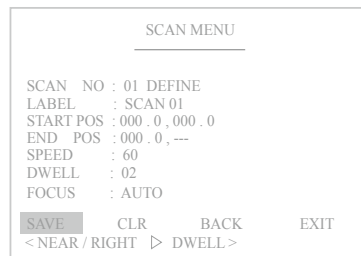 SCAN MENU
SCAN NO : 01 DEFINE
LABEL : SCAN 01
START POS : 000 . 0 , 000 . 0
END POS : 000 . 0 , ---
SPEED : 60
DWELL : 02
FOCUS : AUTO
SAVE CLR BACK EXIT
< NEAR / RIGHT ▷ DWELL >